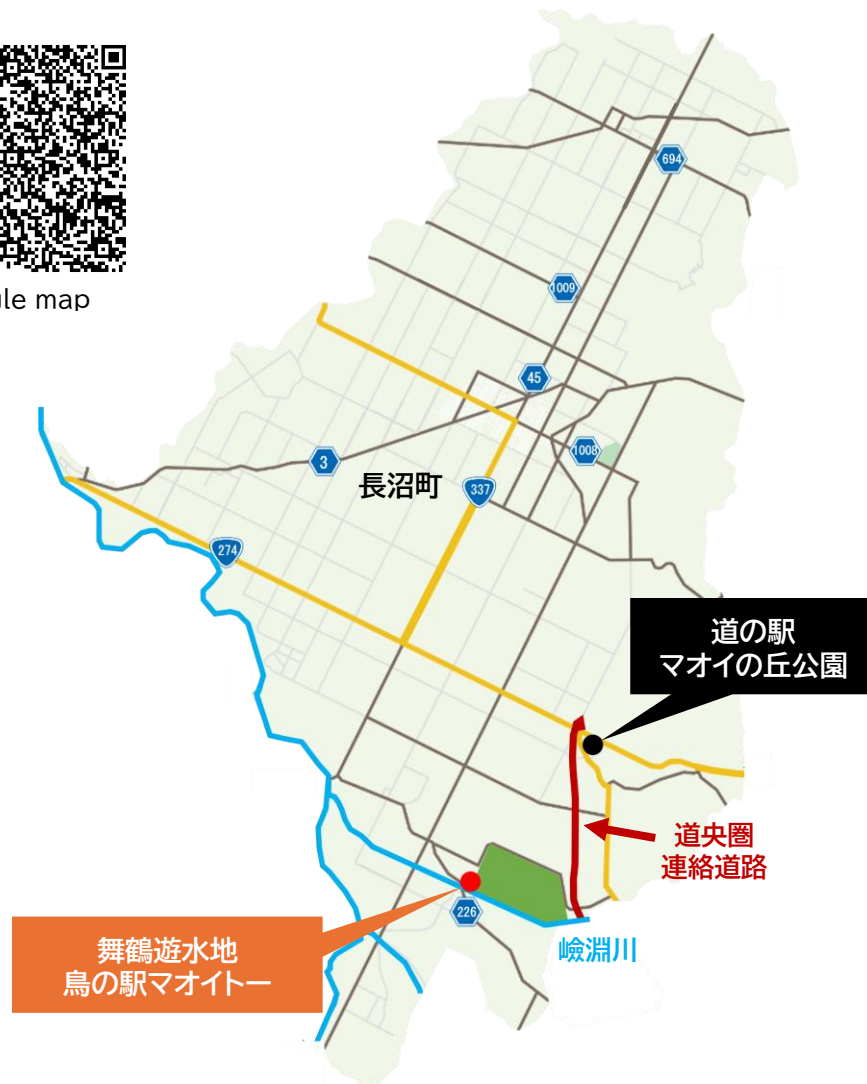 694
1009
le map
45
1008
3
長沼町
337
274
道の駅
マオイの丘公園
道央圏
連絡道路
226
舞鶴遊水地
鳥の駅マオイトー
嶮淵川